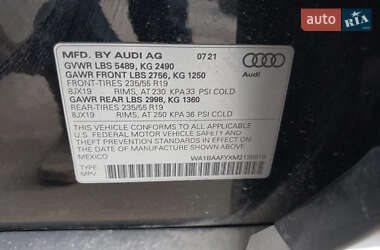 AUTO RIA
MFD. BY AUDI AG 07 21
GVWR LBS 5489, KG 2490
GAWR FRONT LBS 2756, KG 1250
FRONT-TIRES 235/55 R19
8JX19 RIMS, AT 230 KPA 33 PSI COLD
GAWR REAR LBS 2998, KG 1360
REAR-TIRES 235/55 R19
8JX19 RIMS, AT 250 KPA 36 PSI COLD
THIS VEHICLE CONFORMS TO ALL APPLICABLE
U.S. FEDERAL MOTOR VEHICLE SAFETY AND
THEFT PREVENTION STANDARDS IN EFFECT
ON THE DATE OF MANUFACTURE SHOWN ABOVE.
MEXICO
TYPE:
MPV
Audi